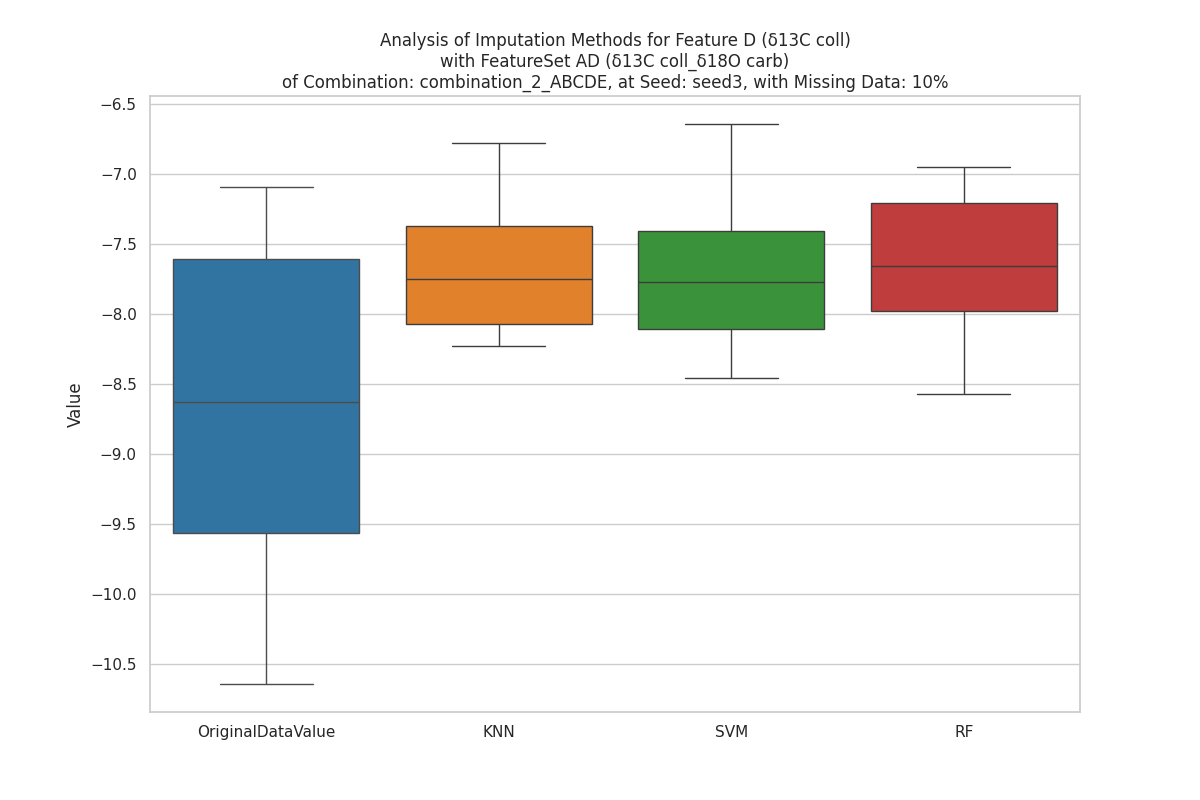 Analysis of Imputation Methods for Feature D (δ13C coll)
with FeatureSet AD (δ13C coll_δ18O carb)
of Combination: combination_2_ABCDE, at Seed: seed3, with Missing Data: 10%
−6.5
−7.0
−7.5
−8.0
−8.5
−9.0
−9.5
−10.0
−10.5
Value
OriginalDataValue
KNN
SVM
RF